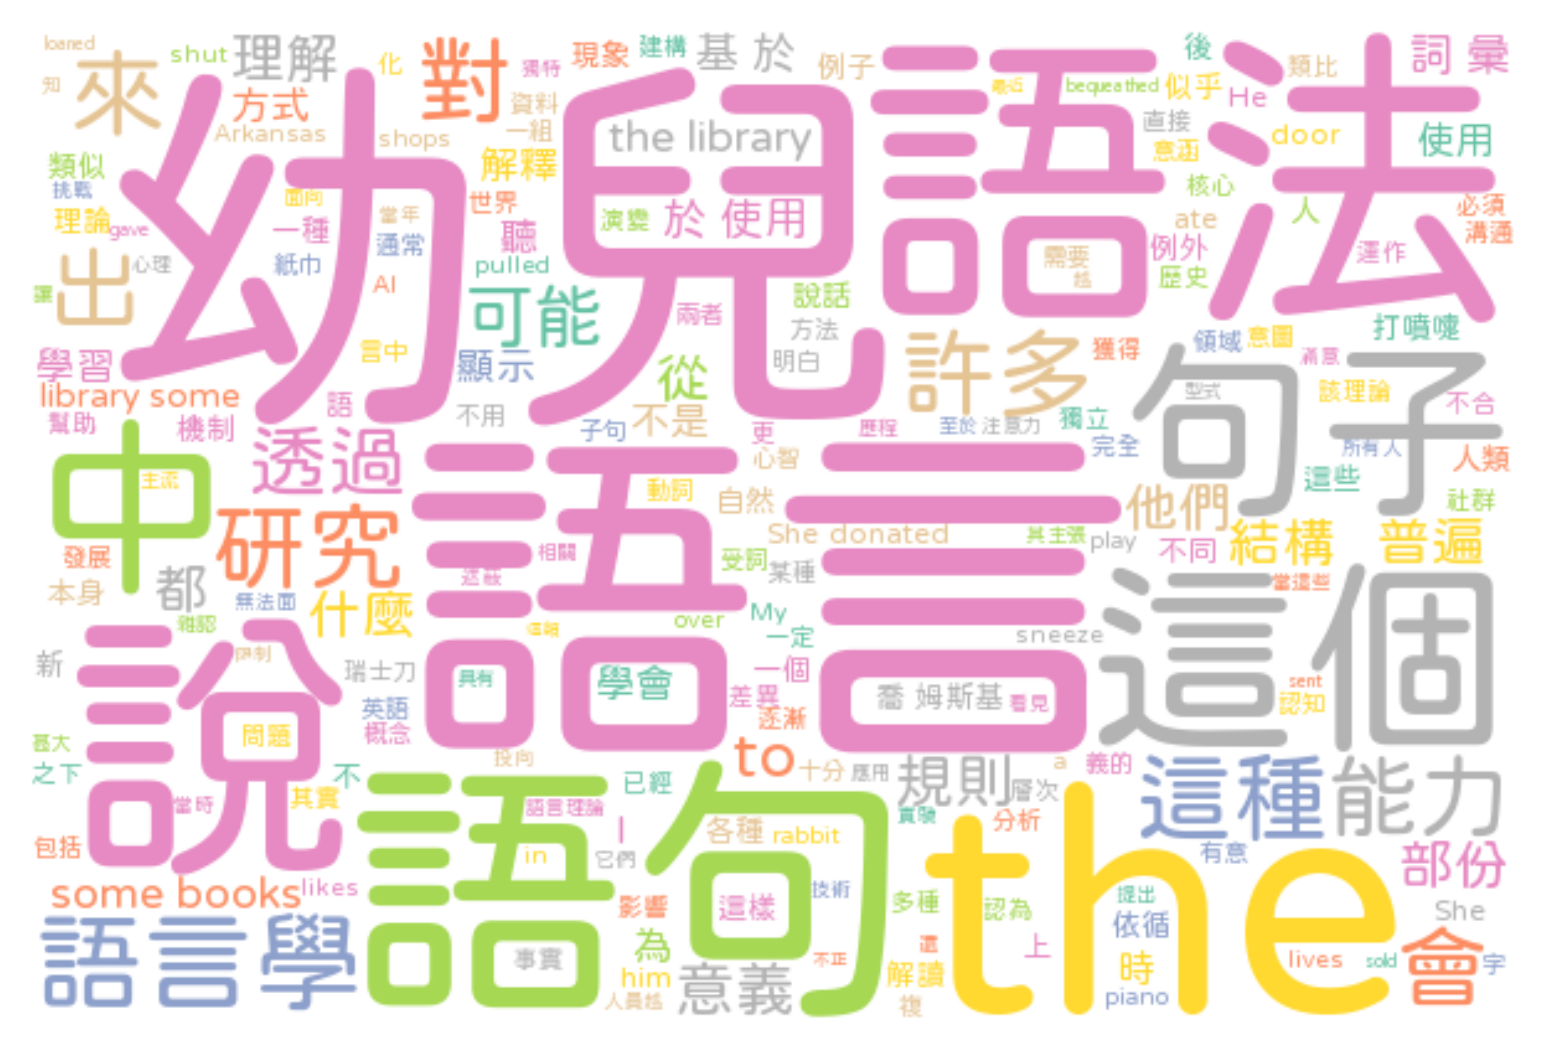 loaned
shut
理解
化
對
獨特
現象
建構
基 於
例子
後
類比
詞 彙
知
來
方式
資料
最近
bequeathed
似乎
He
Arkansas
shops
一組
the library
直接
door
使用
類似
解釋
意涵
挑戰
面向
世界
核心
人
必須
理論
gave
當年
一種
聽
演變
於 使用
ate
例外
溝通
通常
運作
出
心理
紙巾
pulled
需要
越
歷史
讓
AI
可能
說話
幼兒
語法
兩者
方法
打噴嚏
言中
顯示
明白
許多
獲得
領域
意圖
滿意
學習
從
句子
型式
該理論
library some
語
不用
不是
不合
幫助
機制
子句
更
歷程
至於
注意力
獨立
完全
所有人
中
透過
心智
人類
主流
動詞
自然
他們
這些
社群
研究
She donated
其主張
play
不同
結構
普遍
發展
相關
受詞
某種
本身
都
無法面
什麼
語言
當這些
over
My
一定
sneeze
這個
新
說
限制
瑞士刀
具有
學會
一個
喬 姆斯基
看見
差異
逐漸
sent
認知
英語
概念
問題
甚大
之下
不
投向
to
十分
應用
a
義的
規則
層次
這種
能力
當時
其實
語言理論
已經
包括
I
各種
rabbit
實驗
分析
in
它們
有意
部份
some books
likes
語句
the
影響
這樣
技術
多種
認為
提出
依循
She
語言學
事實
為
him
人員越
意義
不正
還
解讀
複
上
時
piano
lives
sold
會
字